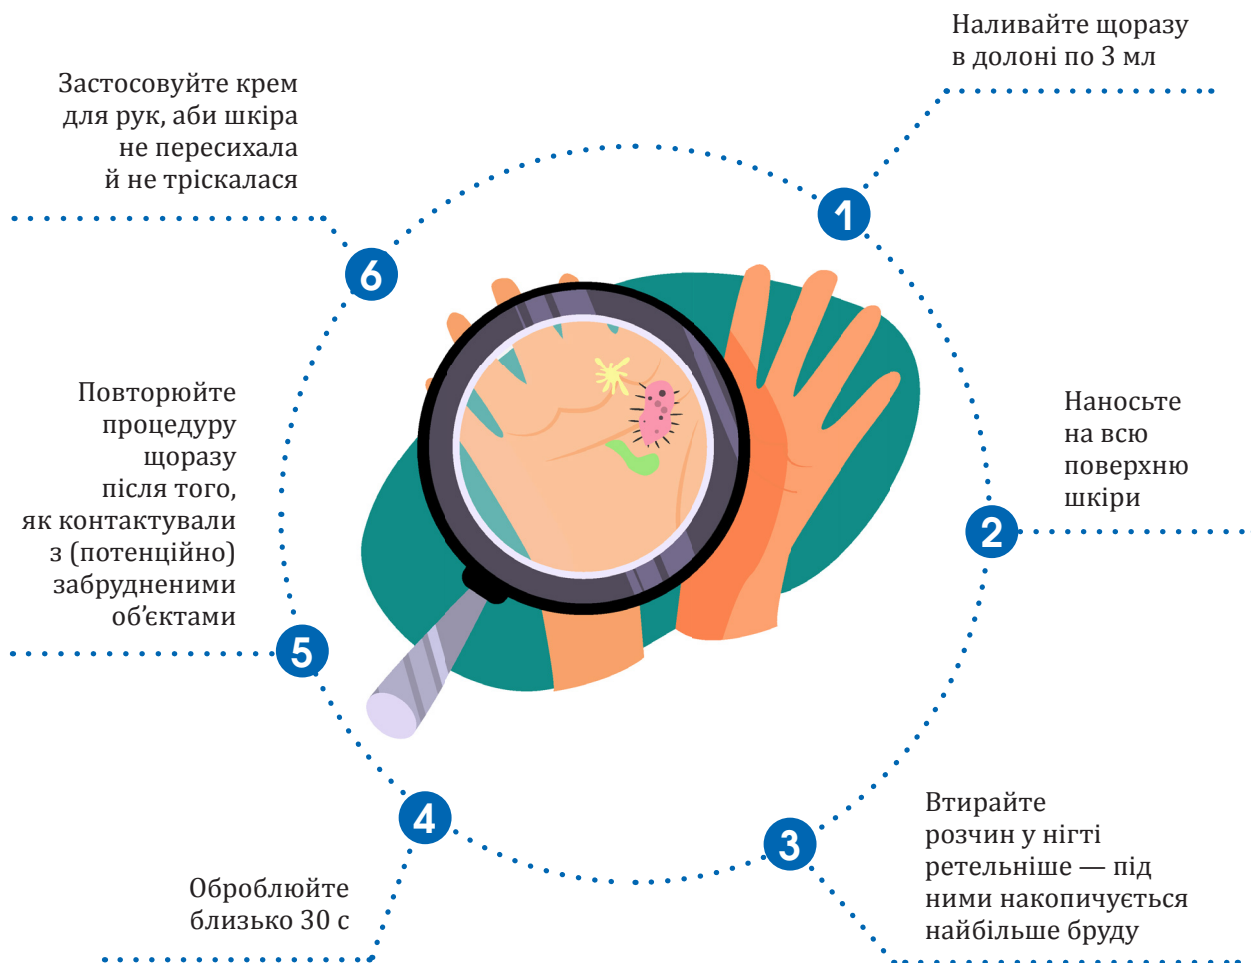 1
Наливайте щоразу
в долоні по 3 мл
2
Наносьте
на всю
поверхню
шкіри
3
Втирайте
розчин у нігті
ретельніше — під
ними накопичується
найбільше бруду
4
Оброблюйте
близько 30 с
5
Повторюйте
процедуру
щоразу
після того,
як контактували
з (потенційно)
забрудненими
об’єктами
6
Застосовуйте крем
для рук, аби шкіра
не пересихала
й не тріскалася